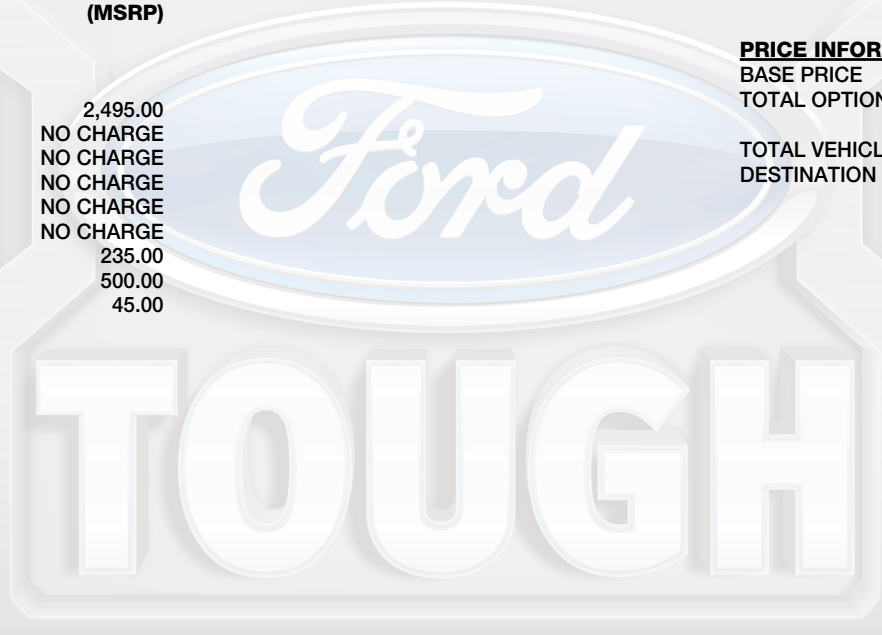 (MSRP)
2,495.00
NO CHARGE
NO CHARGE
NO CHARGE
NO CHARGE
NO CHARGE
235.00
500.00
45.00
PRICE INFOR
BASE PRICE
TOTAL OPTION
TOTAL VEHICL
DESTINATION
Ford
TOUGH